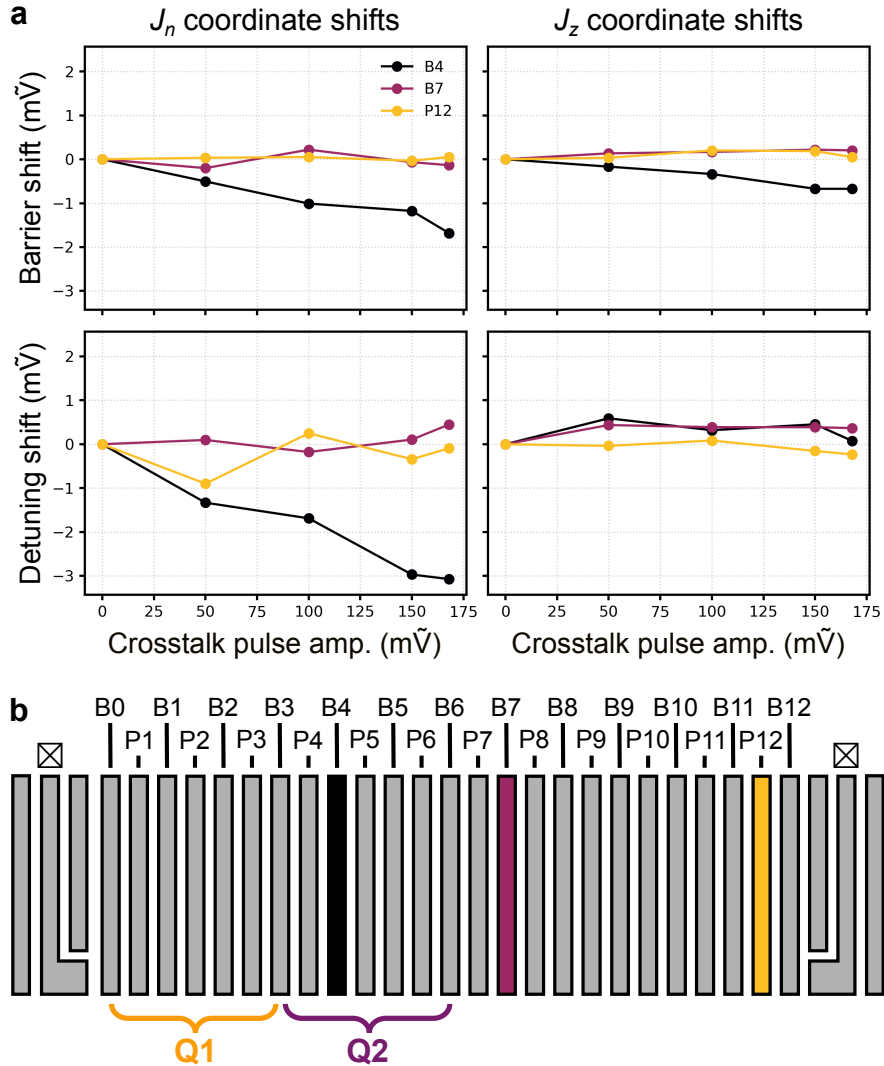 a
J_n coordinate shifts
J_z coordinate shifts
Barrier shift (mṼ)
2
1
0
−1
−2
−3
B4
B7
P12
Detuning shift (mṼ)
2
1
0
−1
−2
−3
0 25 50 75 100 125 150 175
0 25 50 75 100 125 150 175
Crosstalk pulse amp. (mṼ)
Crosstalk pulse amp. (mṼ)
b
B0 B1 B2 B3 B4 B5 B6 B7 B8 B9 B10 B11 B12
P1 P2 P3 P4 P5 P6 P7 P8 P9 P10 P11 P12
Q1 Q2